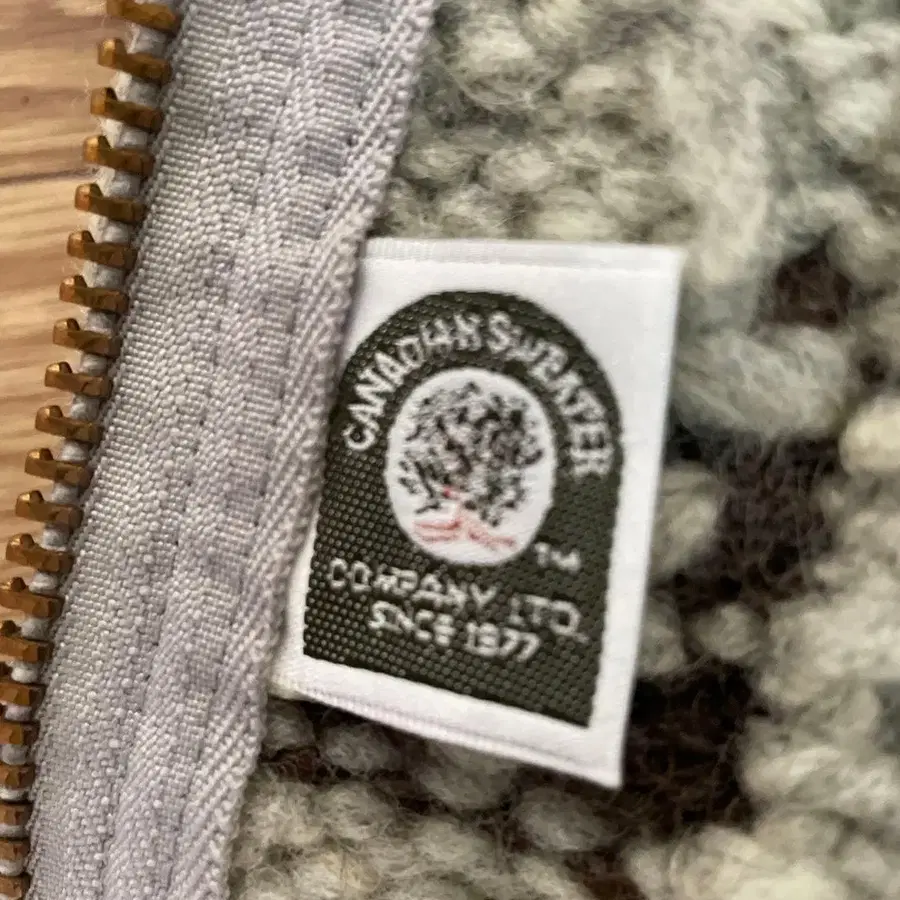 CANADIAN SWEATER
TM
COMPANY LTD.
SINCE 1977